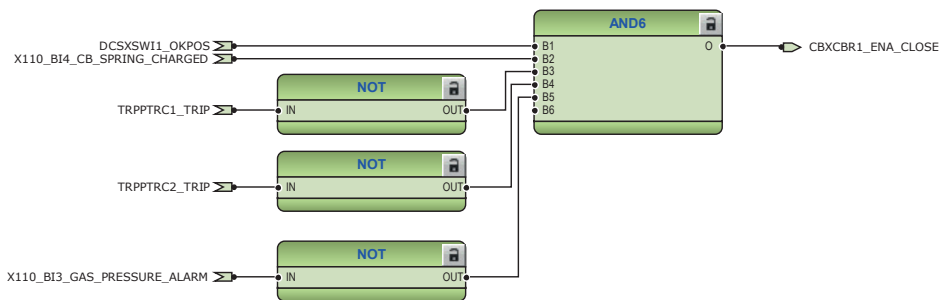 AND6
DCSXSWI1_OKPOS
B1
O
CBXCBR1_ENA_CLOSE
X110_BI4_CB_SPRING_CHARGED
B2
B3
B4
B5
B6
NOT
TRPPTRC1_TRIP
IN
OUT
NOT
TRPPTRC2_TRIP
IN
OUT
NOT
X110_BI3_GAS_PRESSURE_ALARM
IN
OUT